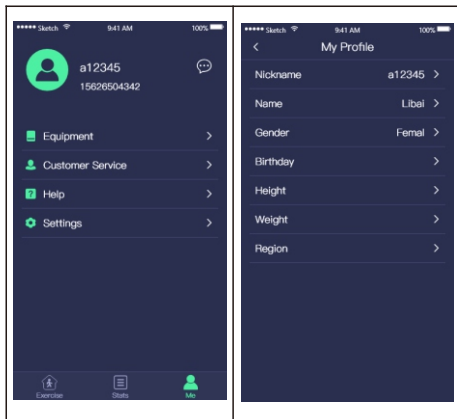 Sketch 9:41 AM 100%
a12345
15626504342
Equipment
Customer Service
Help
Settings
Exercise Stats Me
Sketch 9:41 AM 100%
My Profile
Nickname a12345
Name Libai
Gender Femal
Birthday
Height
Weight
Region